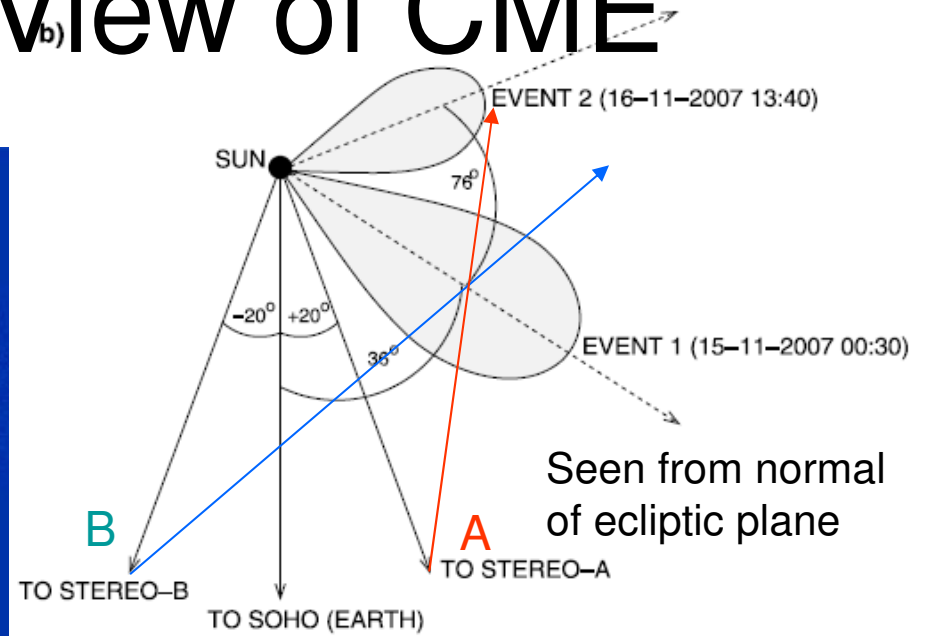 view of CME
b)
EVENT 2 (16–11–2007 13:40)
SUN
76°
–20° +20°
36°
EVENT 1 (15–11–2007 00:30)
Seen from normal
of ecliptic plane
B
A
TO STEREO–A
TO STEREO–B
TO SOHO (EARTH)